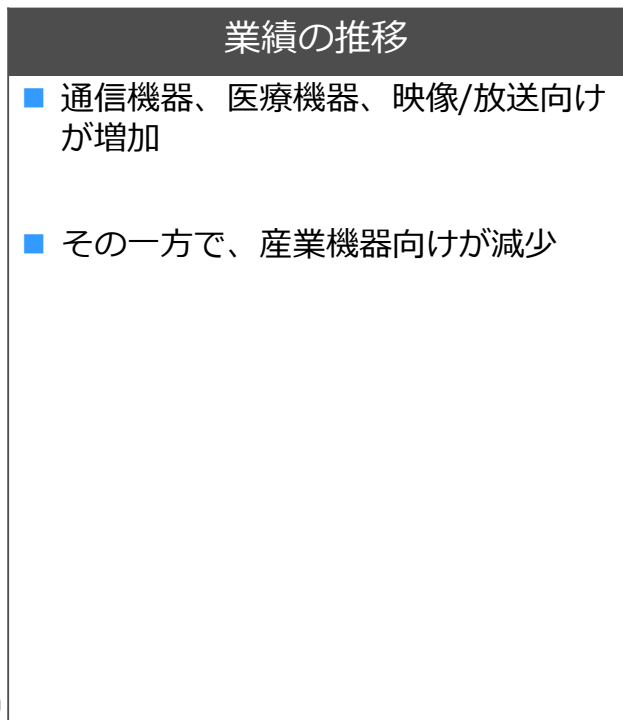 業績の推移
■ 通信機器、医療機器、映像/放送向け
が増加
■ その一方で、産業機器向けが減少